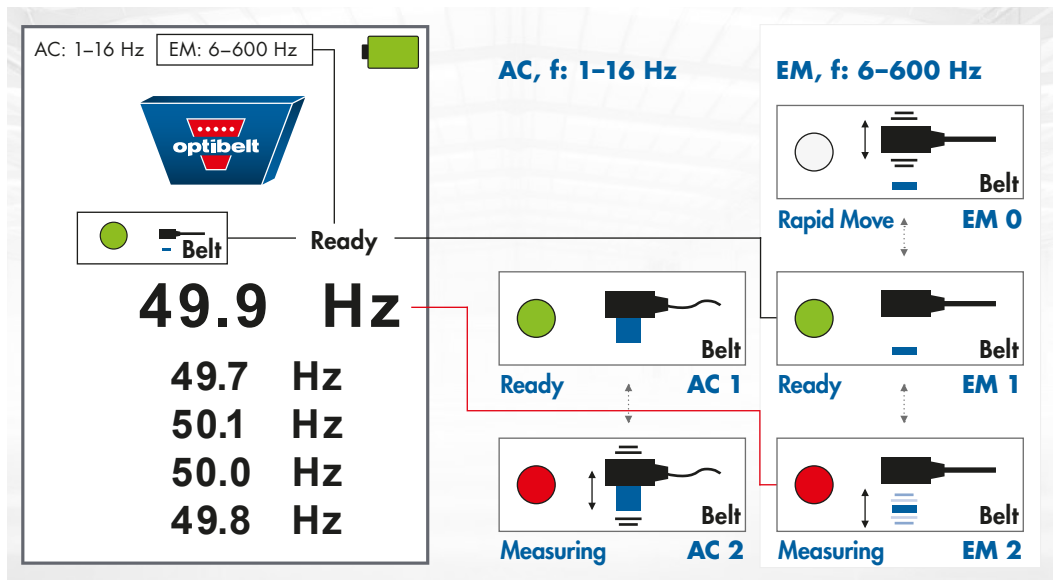 AC: 1–16 Hz
EM: 6–600 Hz
optibelt
Belt
Ready
49.9 Hz
49.7 Hz
50.1 Hz
50.0 Hz
49.8 Hz
AC, f: 1–16 Hz
Belt
Ready AC 1
Belt
Measuring AC 2
EM, f: 6–600 Hz
Belt
Rapid Move EM 0
Belt
Ready EM 1
Belt
Measuring EM 2